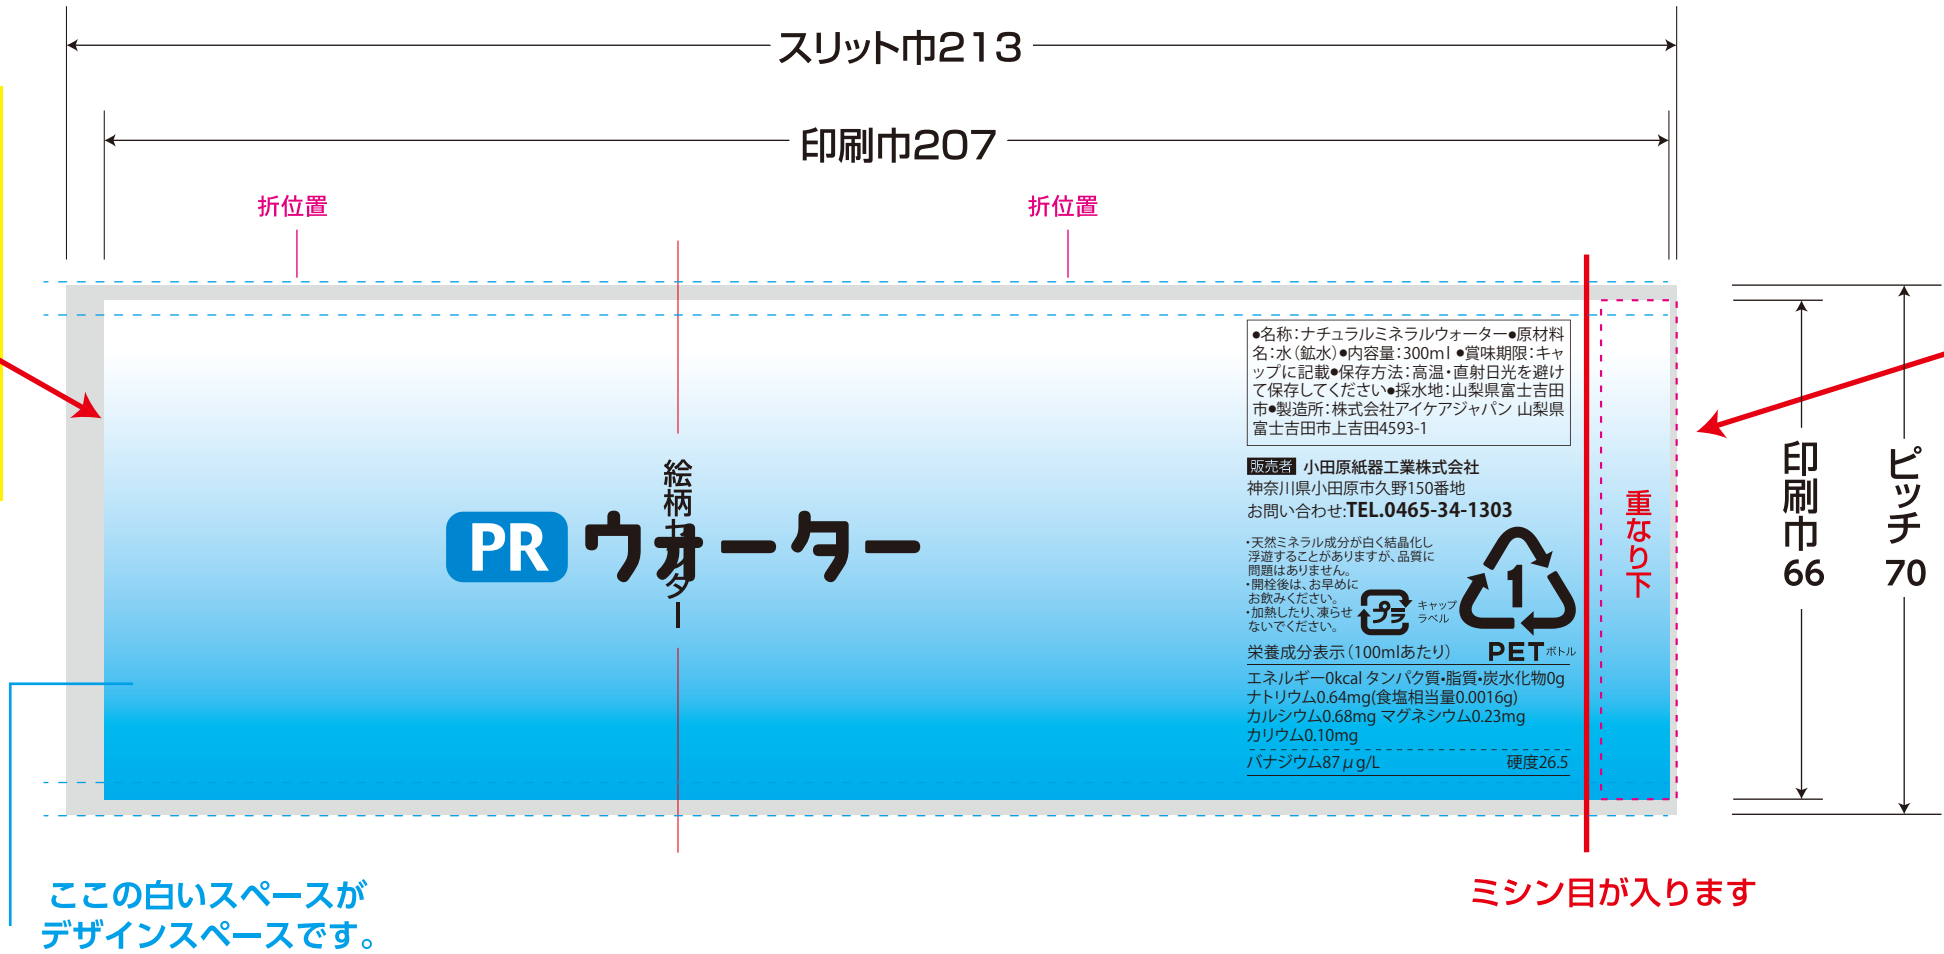 スリット巾213
印刷巾207
折位置
折位置
●名称：ナチュラルミネラルウォーター●原材料
名：水（鉱水）●内容量：300ml ●賞味期限：キャ
ップに記載●保存方法：高温・直射日光を避け
て保存してください●採水地：山梨県富士吉田
市●製造所：株式会社アイケアジャパン 山梨県
富士吉田市上吉田4593-1
販売者 小田原紙器工業株式会社
神奈川県小田原市久野150番地
お問い合わせ:TEL.0465-34-1303
・天然ミネラル成分が白く結晶化し
浮遊することがありますが、品質に
問題はありません。
・開栓後は、お早めに
お飲みください。
・加熱したり、凍らせ
ないでください。
プラ
キャップ
ラベル
1
PETボトル
栄養成分表示（100mlあたり）
エネルギー0kcal タンパク質・脂質・炭水化物0g
ナトリウム0.64mg(食塩相当量0.0016g)
カルシウム0.68mg マグネシウム0.23mg
カリウム0.10mg
バナジウム87μg/L 硬度26.5
絵柄センター
PR ウォーター
重なり下
印刷巾66
ピッチ70
ここの白いスペースが
デザインスペースです。
ミシン目が入ります